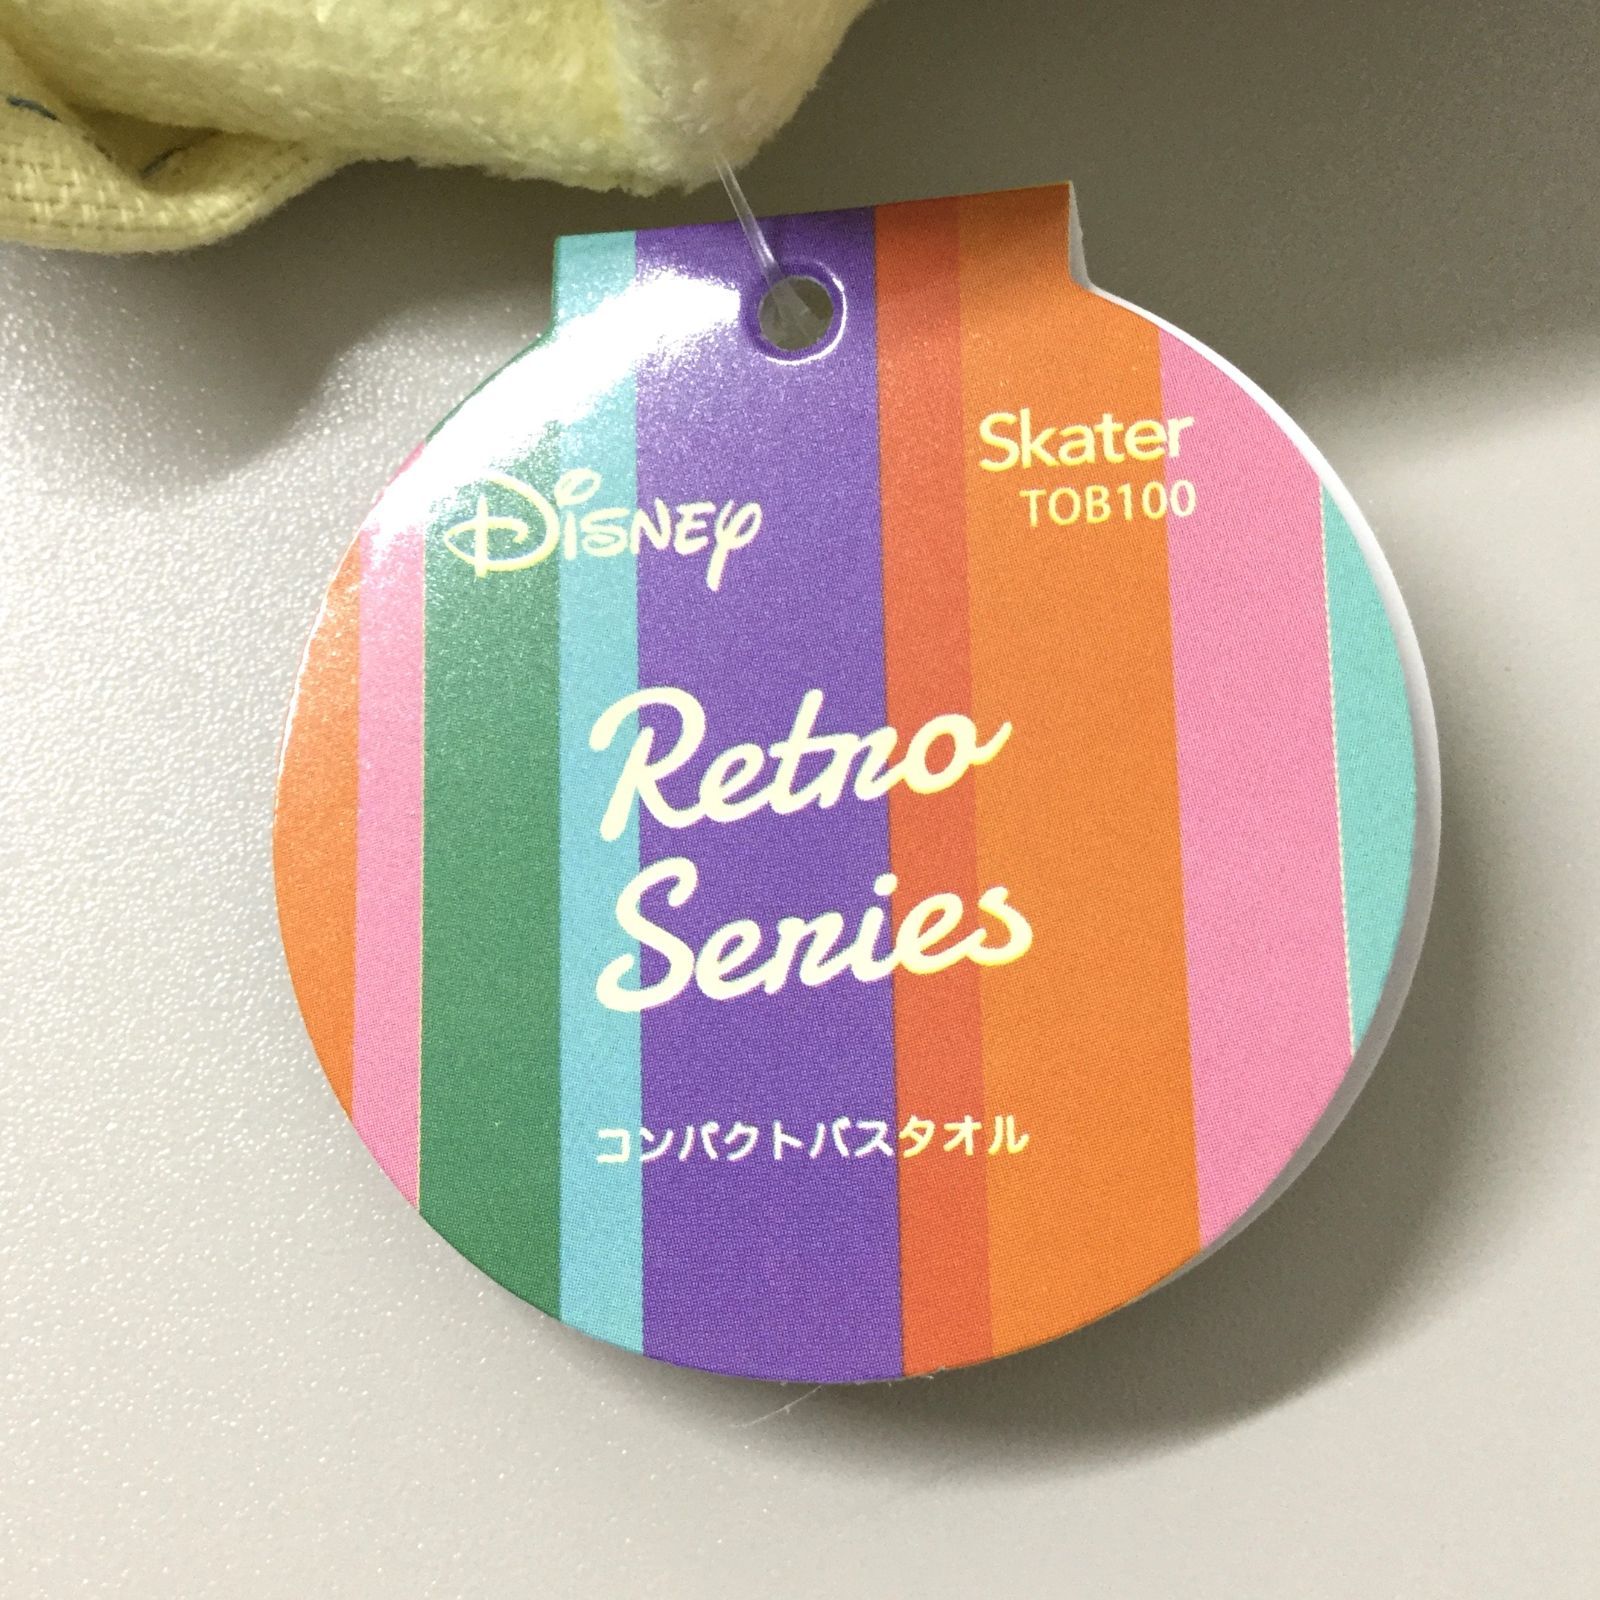 Skater
TOB100
Disney
Retro
Series
コンパクトバスタオル